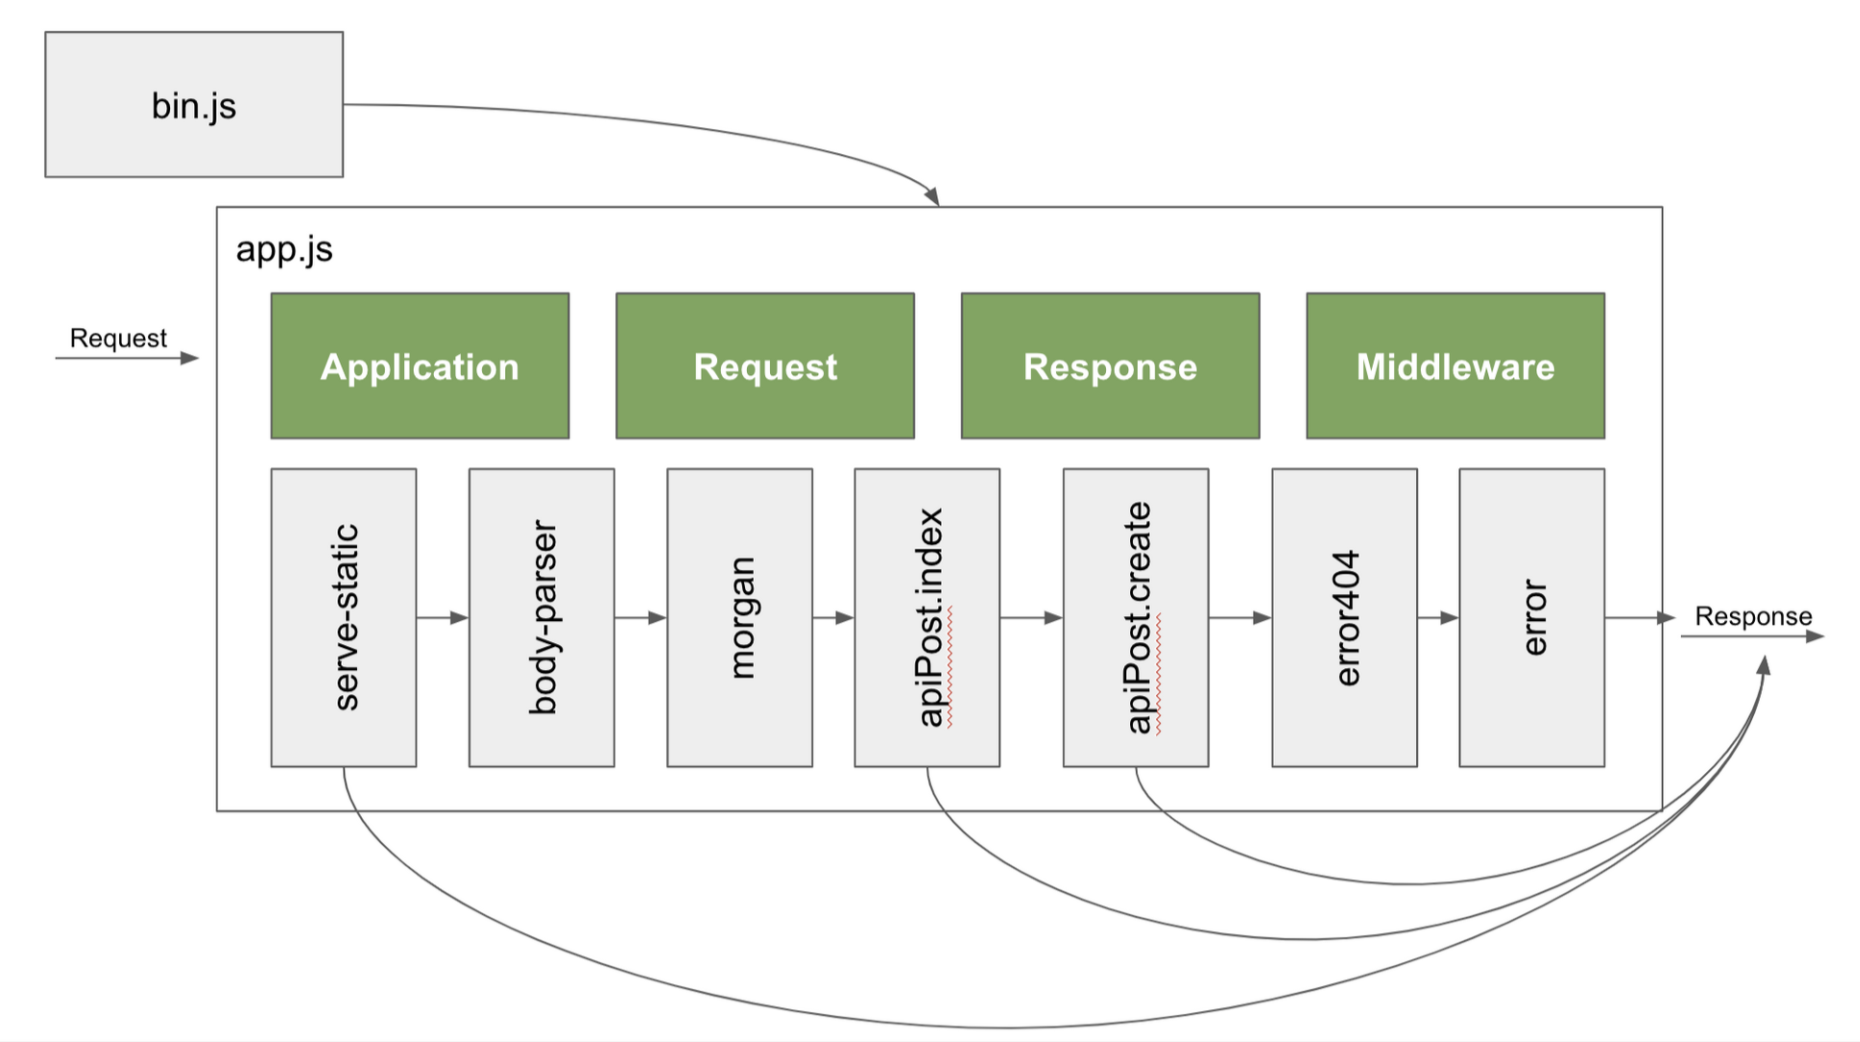 bin.js
app.js
Request
Application
Request
Response
Middleware
serve-static
body-parser
morgan
apiPost.index
apiPost.create
error404
error
Response